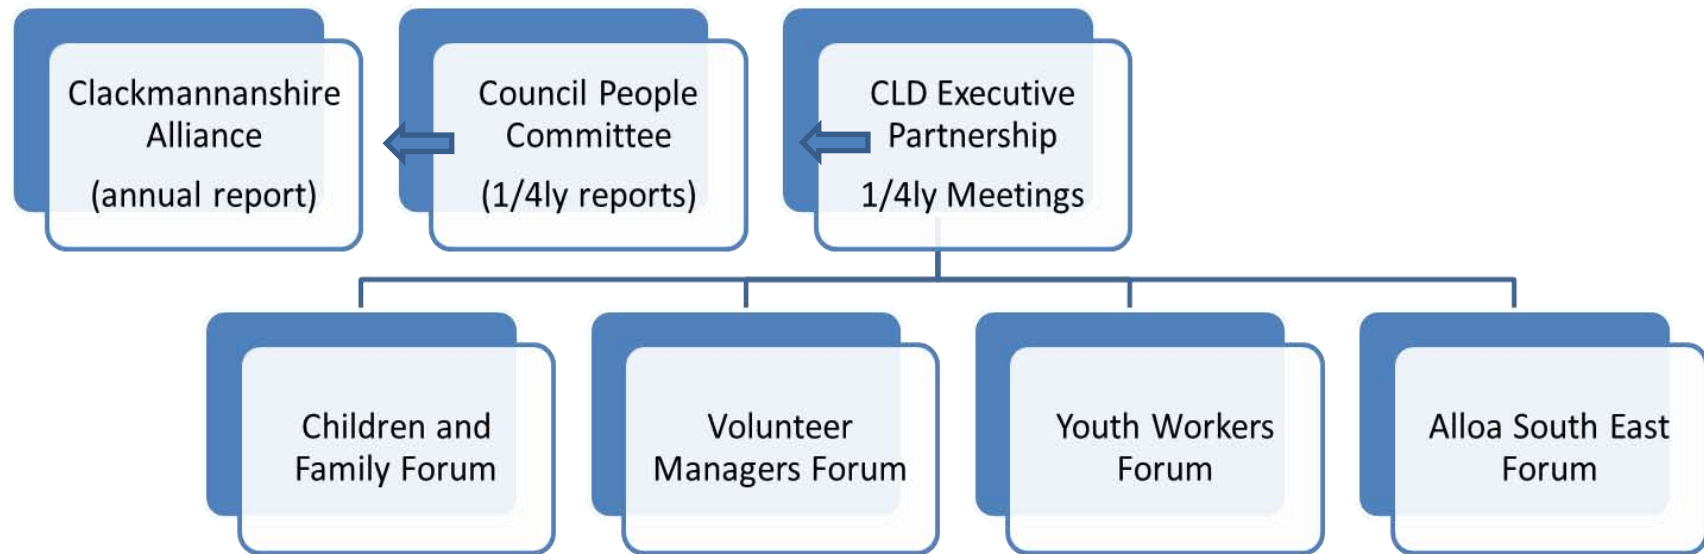 Clackmannanshire
Alliance
(annual report)
Council People
Committee
(1/4ly reports)
CLD Executive
Partnership
1/4ly Meetings
Children and
Family Forum
Volunteer
Managers Forum
Youth Workers
Forum
Alloa South East
Forum